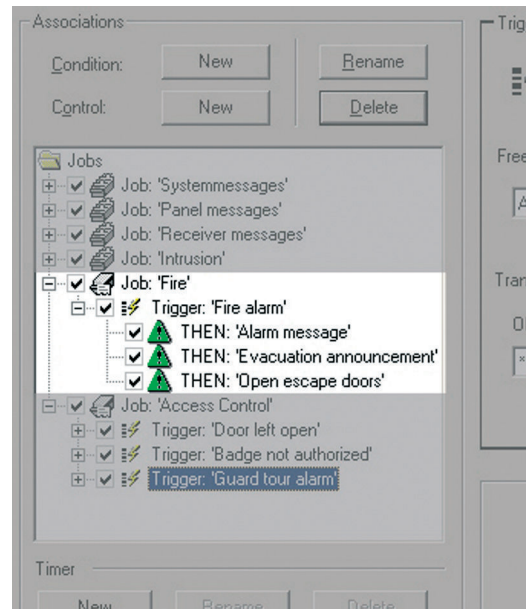 Associations
Trig
Condition:
New
Rename
Control:
New
Delete
Jobs
Free
Job: 'Systemmessages'
A
Job: 'Panel messages'
Job: 'Receiver messages'
Job: 'Intrusion'
Job: 'Fire'
Tran
Trigger: 'Fire alarm'
THEN: 'Alarm message'
THEN: 'Evacuation announcement'
THEN: 'Open escape doors'
Job: 'Access Control'
Trigger: 'Door left open'
Trigger: 'Badge not authorized'
Trigger: 'Guard tour alarm'
Timer
New
Rename
Delete